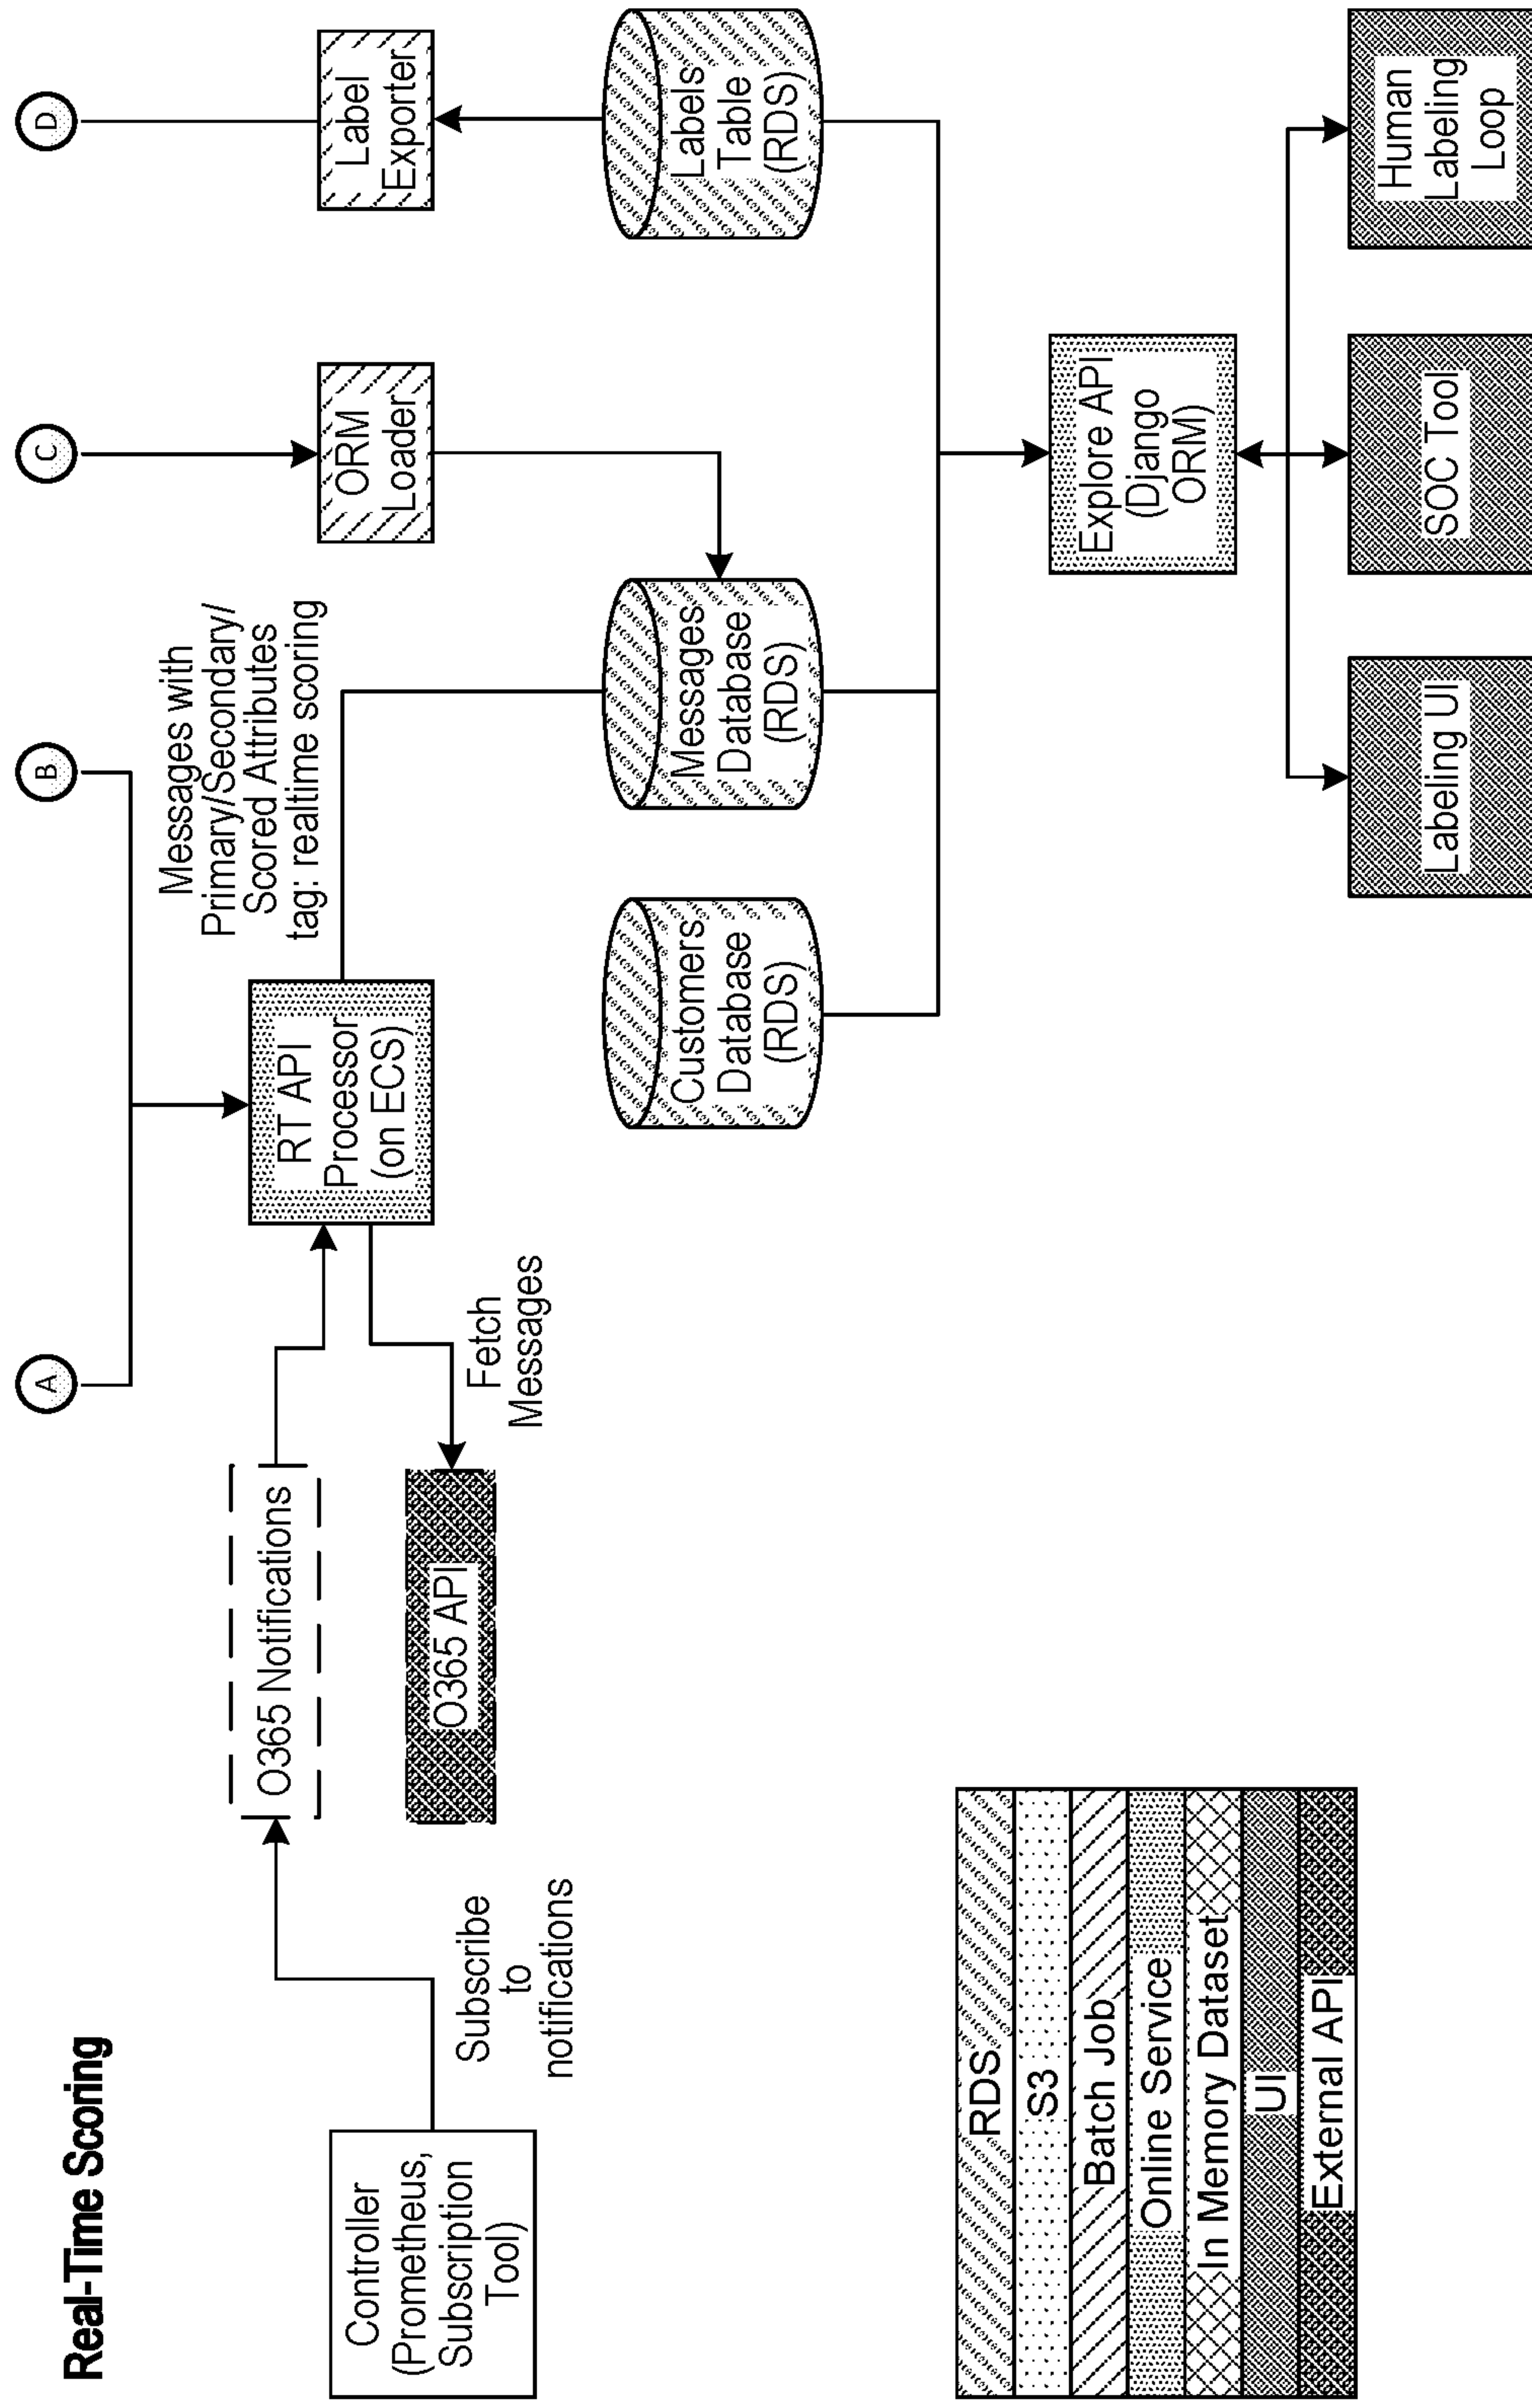 Real-Time Scoring
A
B
C
D
Controller
(Prometheus,
Subscription
Tool)
Subscribe
to
notifications
O365 Notifications
O365 API
Fetch
Messages
RT API
Processor
(on ECS)
Messages with
Primary/Secondary/
Scored Attributes
tag: realtime scoring
ORM
Loader
Label
Exporter
Customers
Database
(RDS)
Messages
Database
(RDS)
Labels
Table
(RDS)
Explore API
(Django
ORM)
Labeling UI
SOC Tool
Human
Labeling
Loop
RDS
S3
Batch Job
Online Service
In Memory Dataset
UI
External API